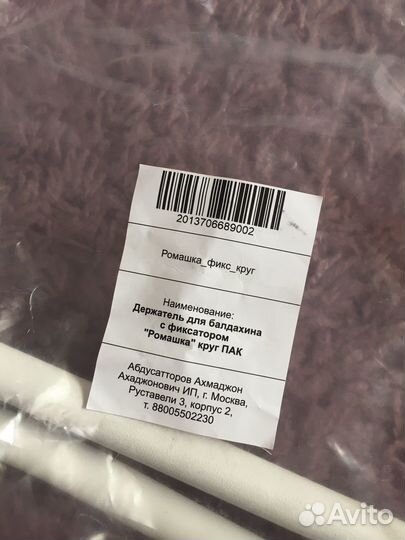 2013706689002
Ромашка_фикс_круг
Наименование:
Держатель для балдахина
с фиксатором
"Ромашка" круг ПАК
Абдусатторов Ахмаджон
Ахаджонович ИП, г. Москва,
Руставели 3, корпус 2,
т. 88005502230
Avito